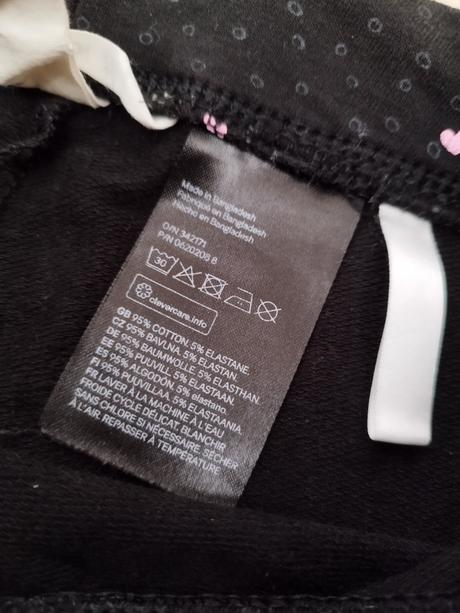 Made in Bangladesh
Fabriqué en Bangladesh
Hecho en Bangladesh
O/N 342171
P/N 0620208 8
30
clevercare.info
GB 95% COTTON. 5% ELASTANE.
CZ 95% BAVLNA. 5% ELASTAN.
DE 95% BAUMWOLLE. 5% ELASTHAN.
EE 95% PUUVILL. 5% ELASTAAN.
ES 95% ALGODÓN. 5% elastano.
FI 95% PUUVILLAA. 5% ELASTAANIA
FR LAVER À LA MACHINE À L'EAU
FROIDE CYCLE DÉLICAT. BLANCHIR
SANS CHLORE SI NÉCESSAIRE. SÉCHER
À L'AIR. REPASSER À TEMPÉRATURE